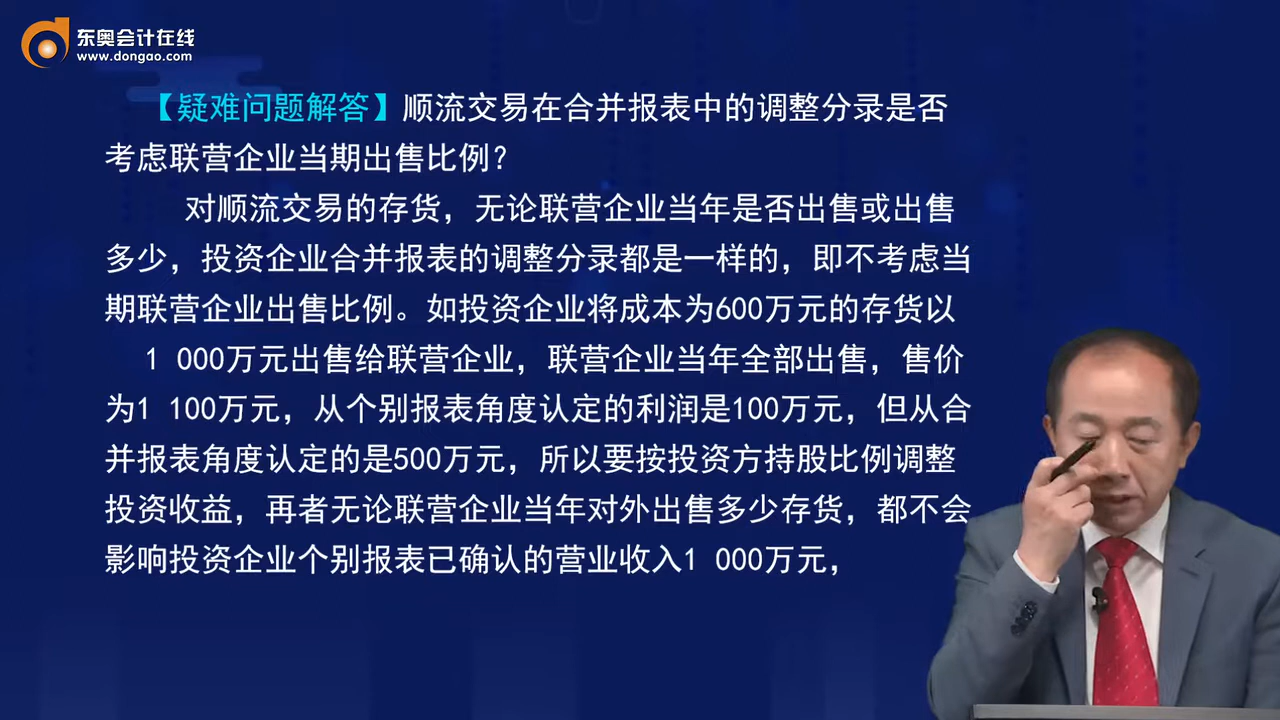 东奥会计在线
www.dongao.com
【疑难问题解答】顺流交易在合并报表中的调整分录是否
考虑联营企业当期出售比例？
对顺流交易的存货，无论联营企业当年是否出售或出售
多少，投资企业合并报表的调整分录都是一样的，即不考虑当
期联营企业出售比例。如投资企业将成本为600万元的存货以
1 000万元出售给联营企业，联营企业当年全部出售，售价
为1 100万元，从个别报表角度认定的利润是100万元，但从合
并报表角度认定的是500万元，所以要按投资方持股比例调整
投资收益，再者无论联营企业当年对外出售多少存货，都不会
影响投资企业个别报表已确认的营业收入1 000万元，